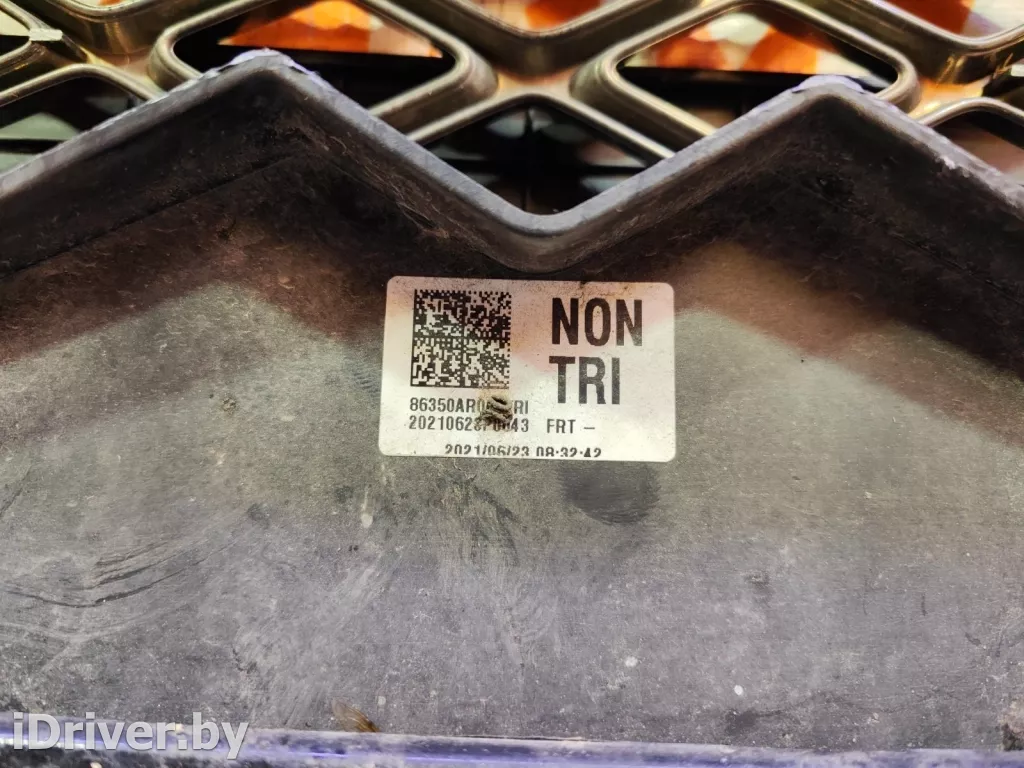 NON
TRI
FRT -
2021/06/23 08:32:42
iDriver.by